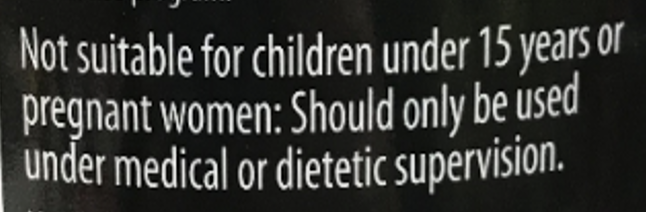 Not suitable for children under 15 years or
pregnant women: Should only be used
under medical or dietetic supervision.